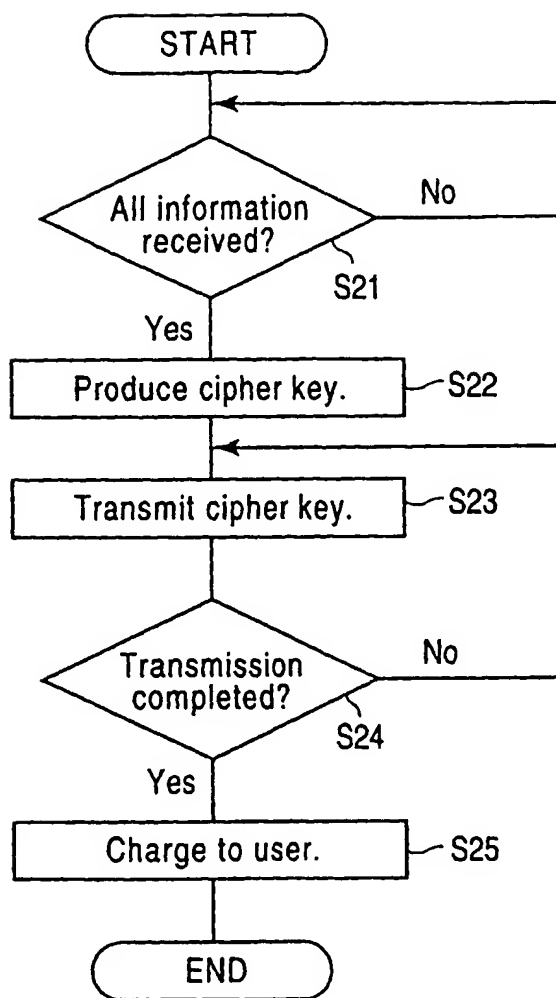 START
All information
received?
No
S21
Yes
Produce cipher key.
S22
Transmit cipher key.
S23
Transmission
completed?
No
S24
Yes
Charge to user.
S25
END